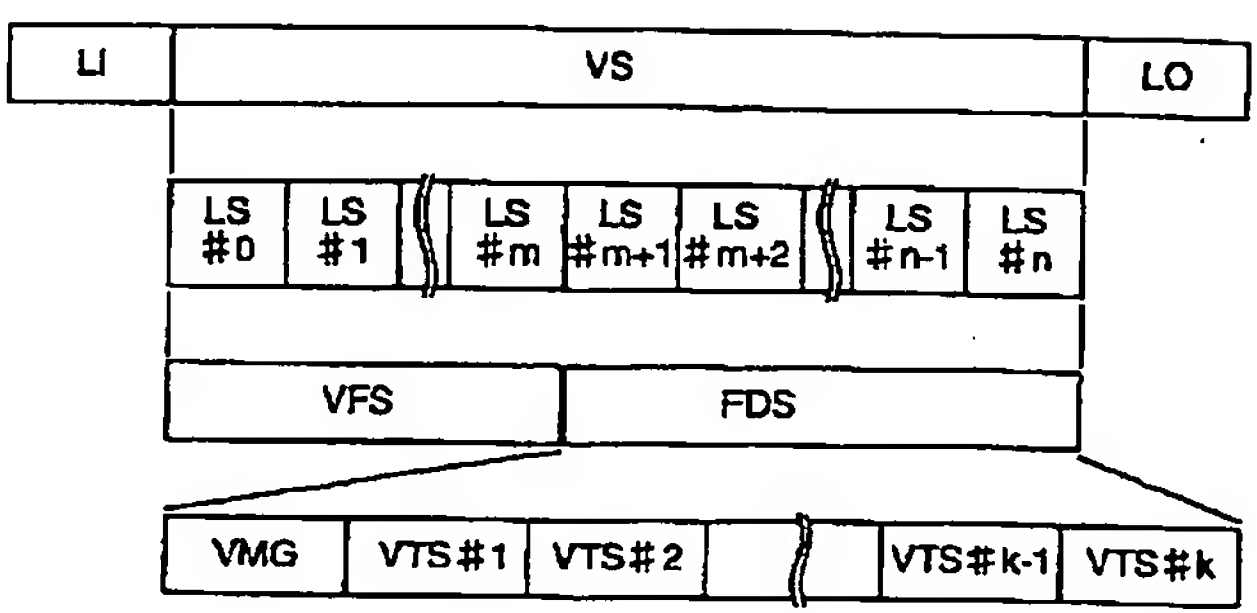 LI VS LO
LS LS LS LS LS LS LS
#0 #1 #m #m+1 #m+2 #n-1 #n
VFS FDS
VMG VTS#1 VTS#2 VTS#k-1 VTS#k